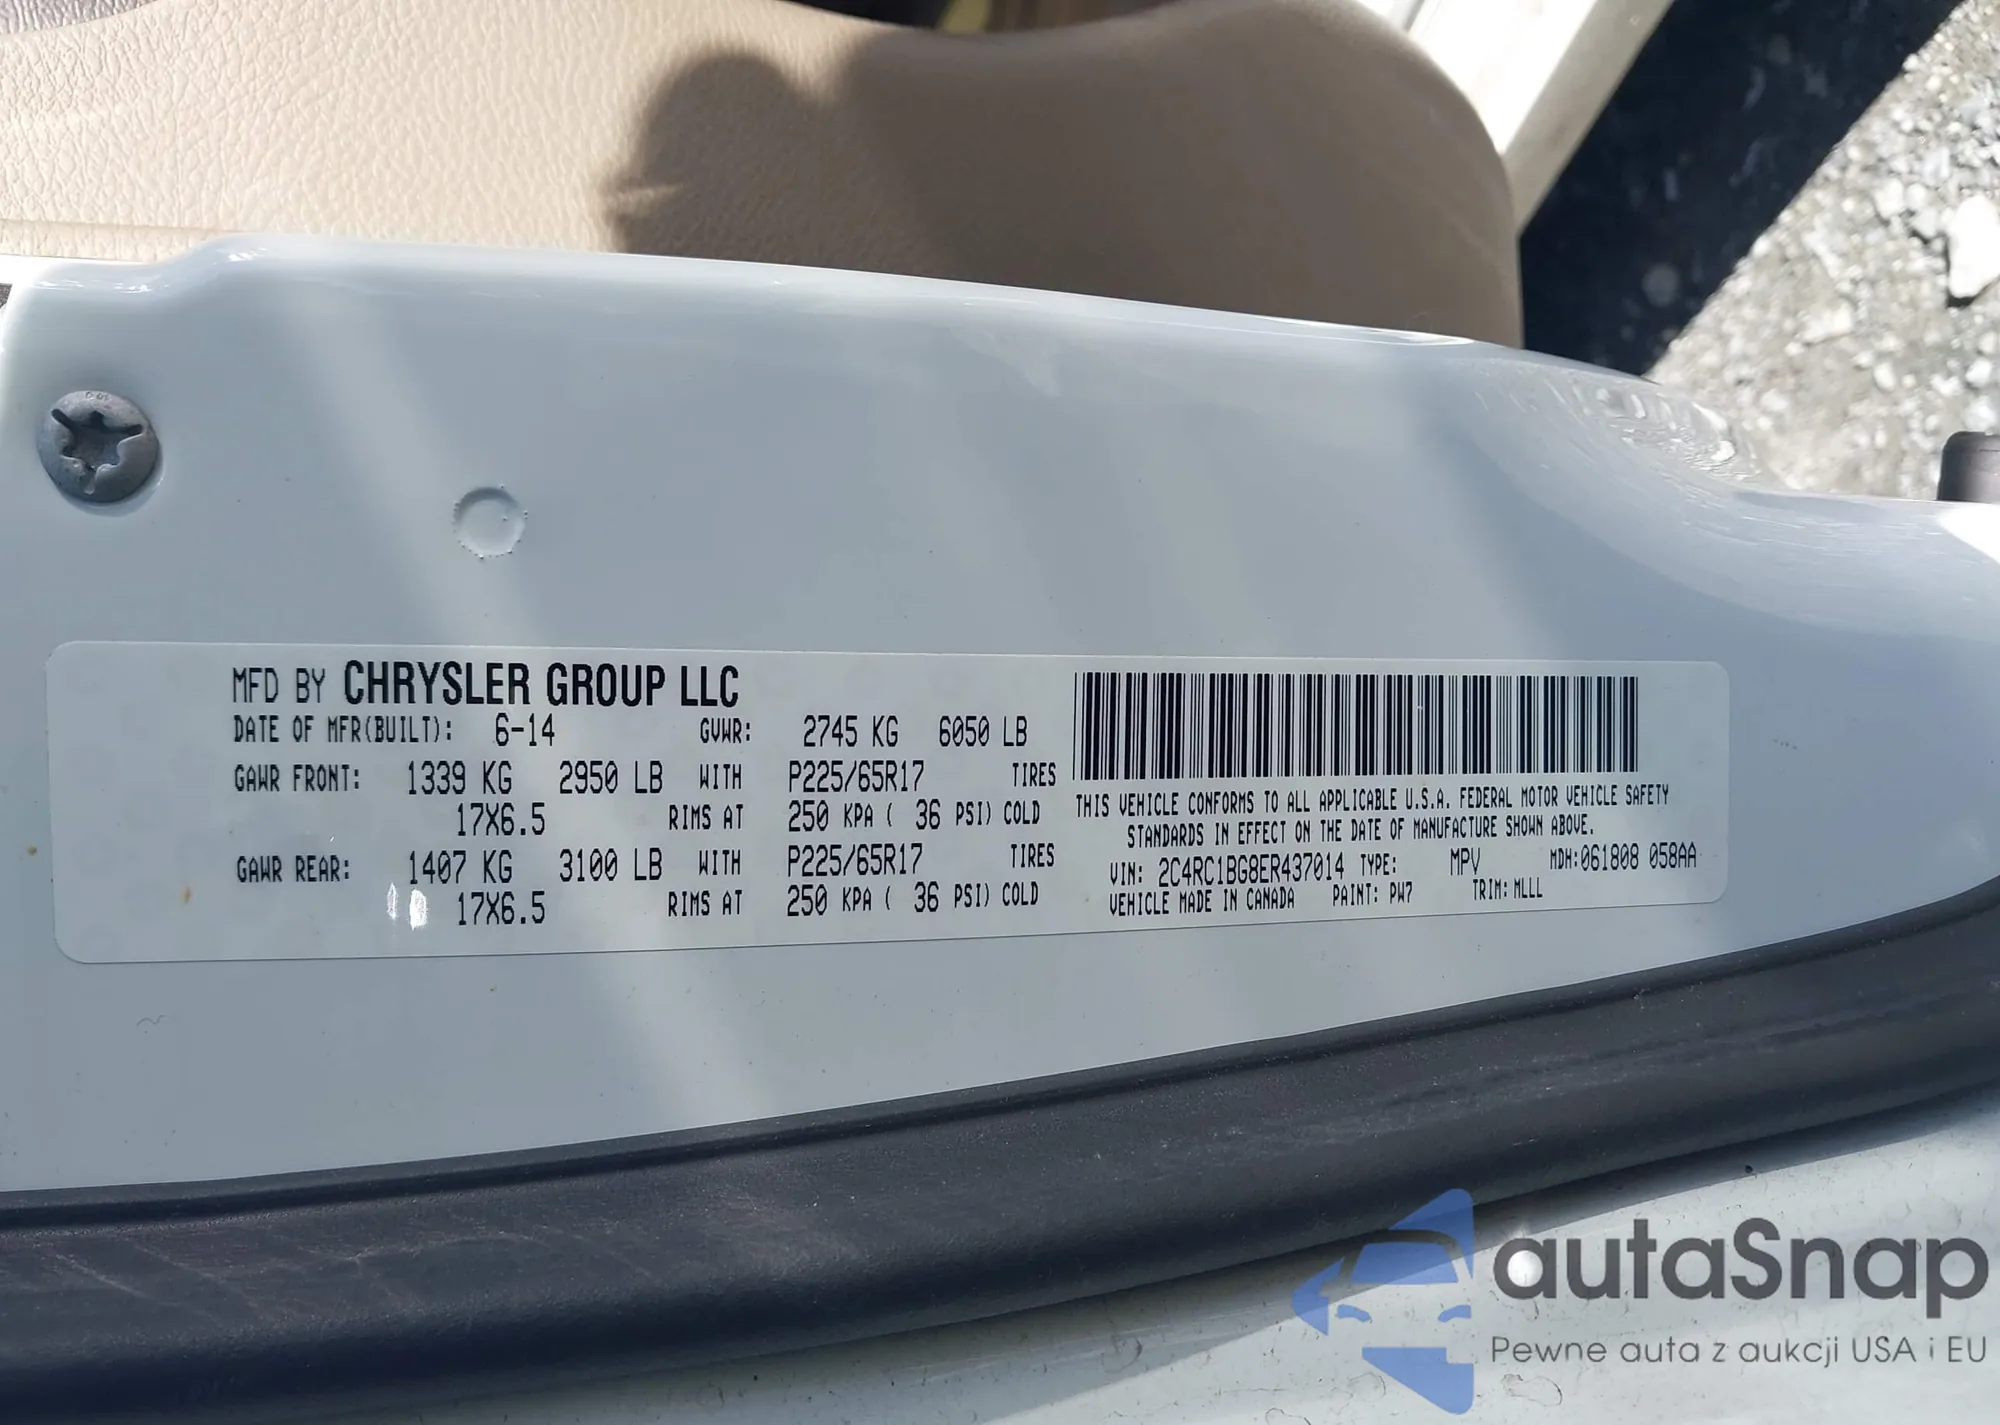 MFD BY CHRYSLER GROUP LLC
DATE OF MFR(BUILT): 6-14 GVWR: 2745 KG 6050 LB
GAWR FRONT: 1339 KG 2950 LB WITH P225/65R17 TIRES
17X6.5 RIMS AT 250 KPA ( 36 PSI) COLD
GAWR REAR: 1407 KG 3100 LB WITH P225/65R17 TIRES
17X6.5 RIMS AT 250 KPA ( 36 PSI) COLD
THIS VEHICLE CONFORMS TO ALL APPLICABLE U.S.A. FEDERAL MOTOR VEHICLE SAFETY
STANDARDS IN EFFECT ON THE DATE OF MANUFACTURE SHOWN ABOVE.
VIN: 2C4RC1BG8ER437014 TYPE: MPV MDH:061808 058AA
VEHICLE MADE IN CANADA PAINT: PW7 TRIM: MLLL
autaSnap
Pewne auta z aukcji USA i EU